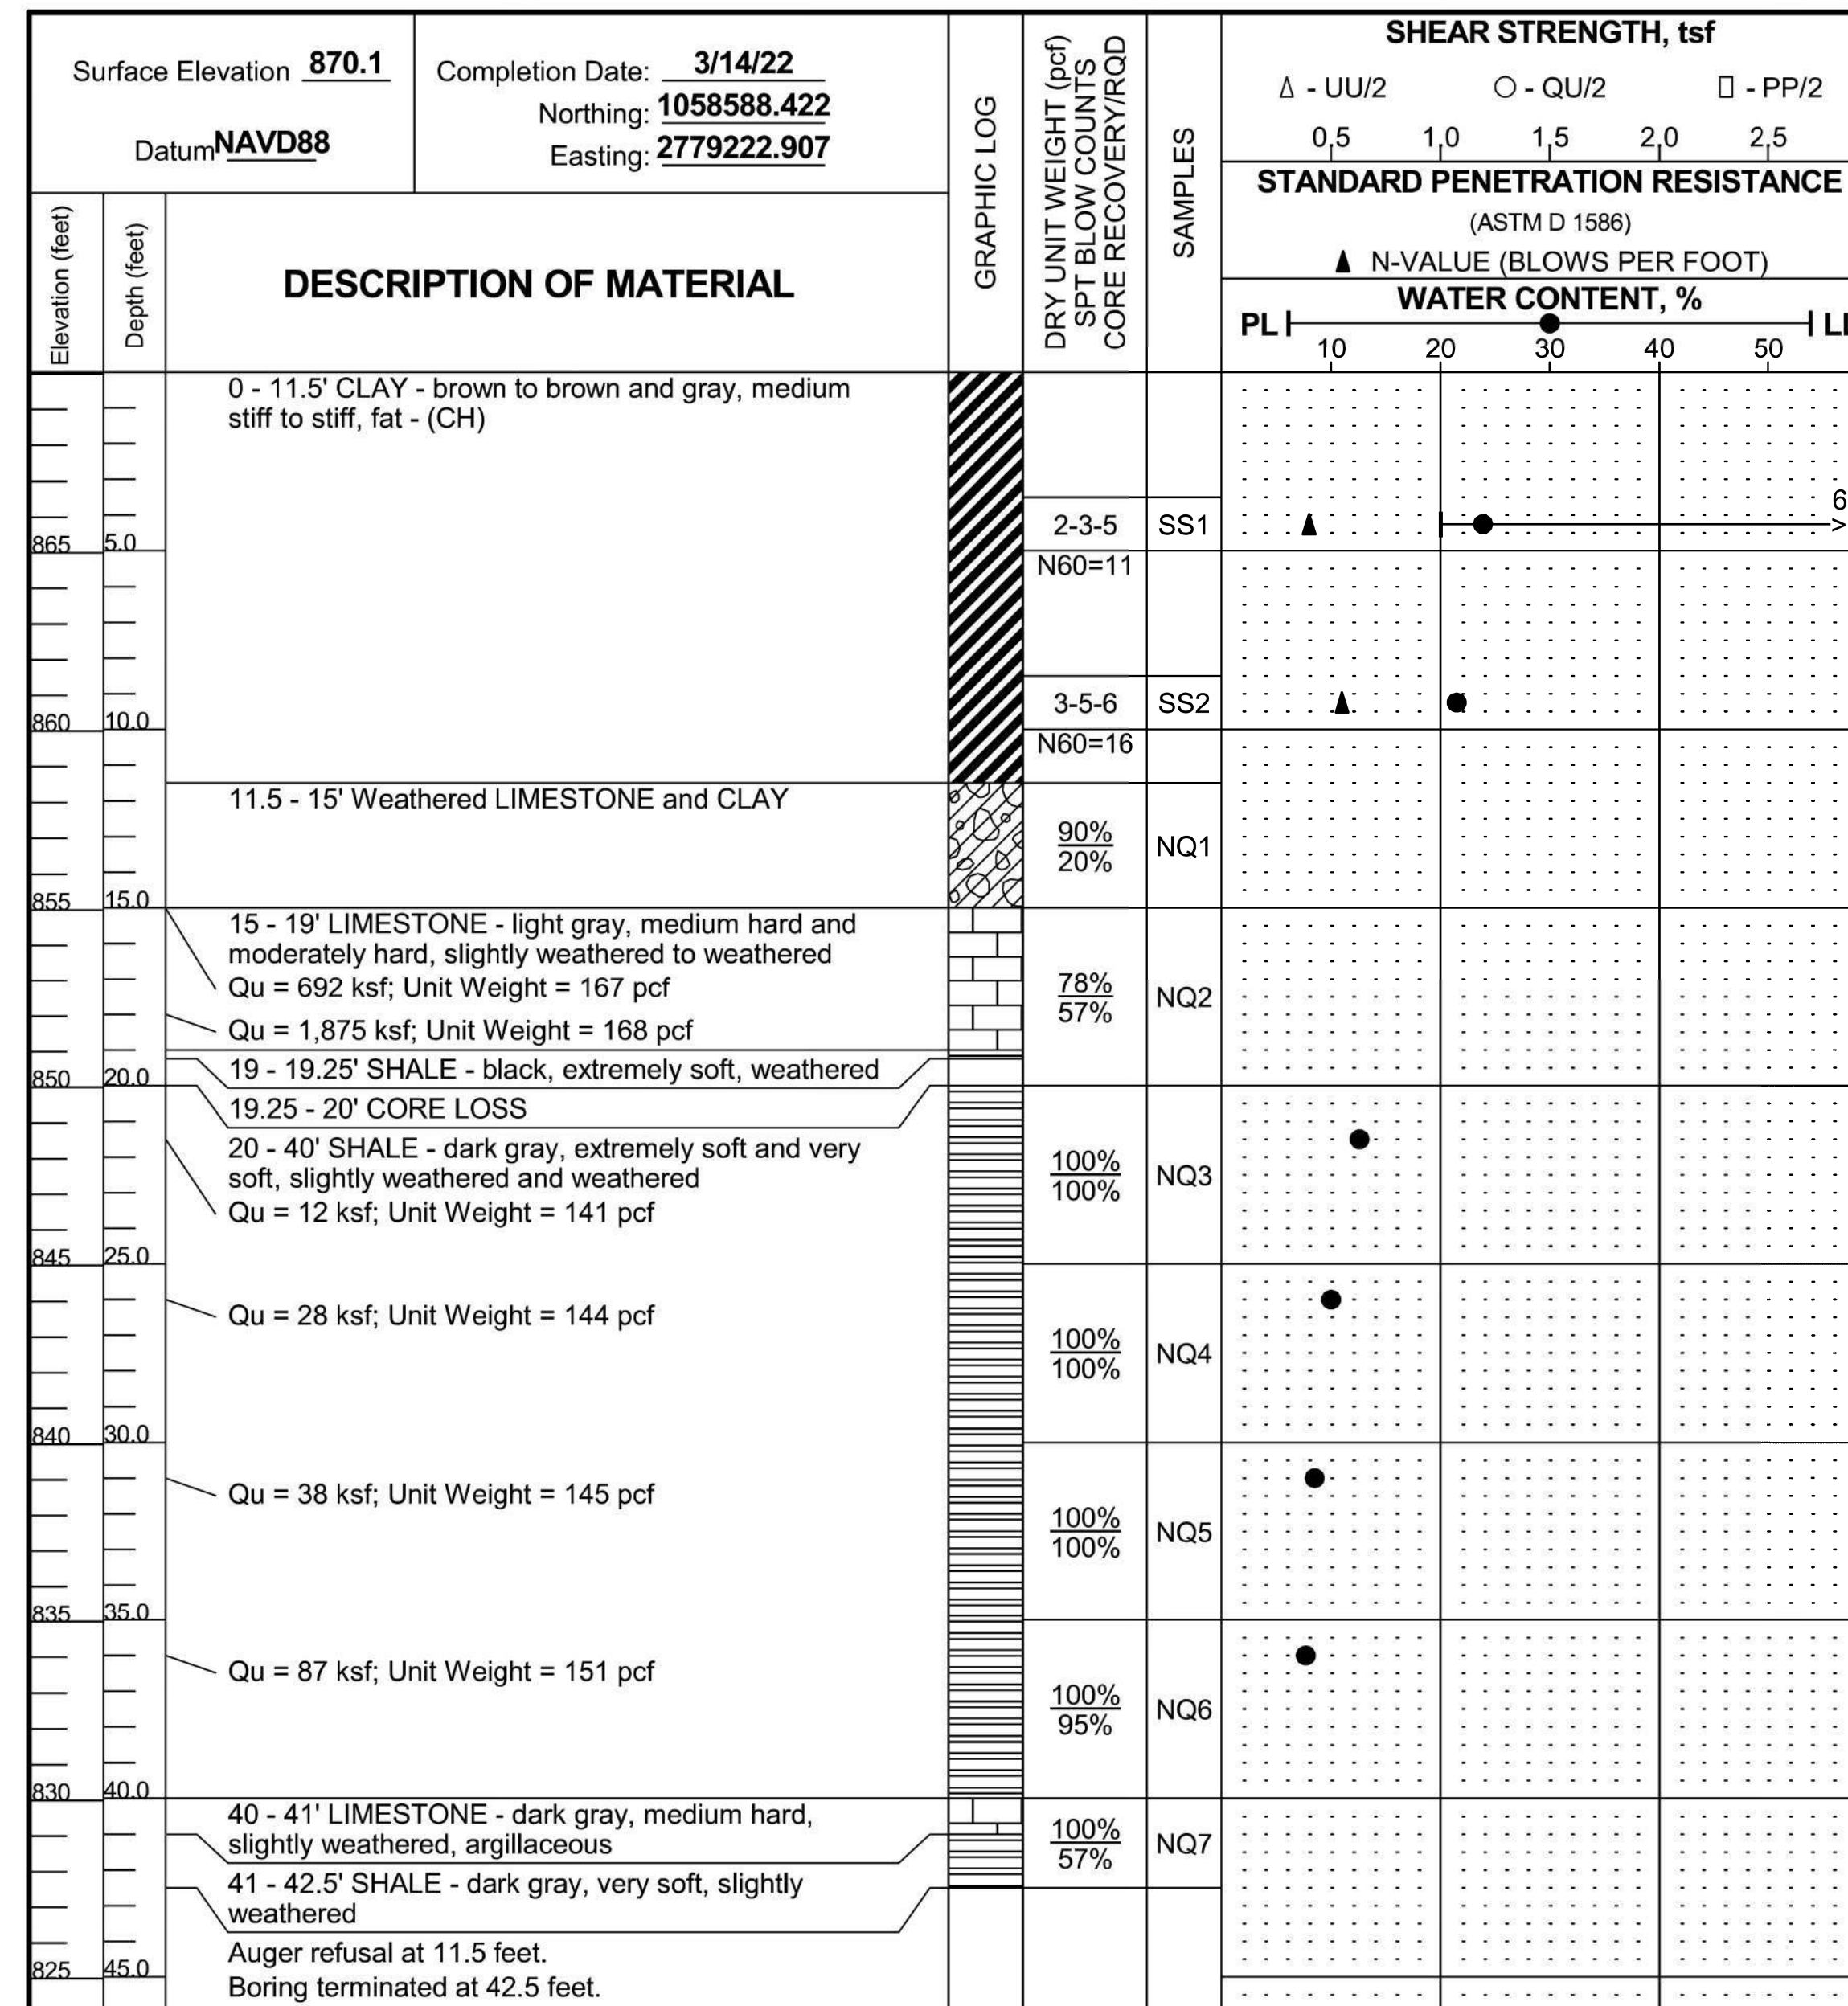 Surface Elevation 870.1
Datum NAVD88
Completion Date: 3/14/22
Northing: 1058588.422
Easting: 2779222.907
GRAPHIC LOG
DRY UNIT WEIGHT (pcf)
SPT BLOW COUNTS
CORE RECOVERY/RQD
SAMPLES
SHEAR STRENGTH, tsf
Δ - UU/2 ○ - QU/2 □ - PP/2
0.5 1.0 1.5 2.0 2.5
STANDARD PENETRATION RESISTANCE
(ASTM D 1586)
▲ N-VALUE (BLOWS PER FOOT)
WATER CONTENT, %
PL
10 20 30 40 50
Elevation (feet)
Depth (feet)
DESCRIPTION OF MATERIAL
0 - 11.5' CLAY - brown to brown and gray, medium
stiff to stiff, fat - (CH)
2-3-5 SS1
6
>
865 5.0
N60=11
3-5-6 SS2
860 10.0
N60=16
11.5 - 15' Weathered LIMESTONE and CLAY
90%
20%
NQ1
855 15.0
15 - 19' LIMESTONE - light gray, medium hard and
moderately hard, slightly weathered to weathered
Qu = 692 ksf; Unit Weight = 167 pcf
78%
57%
NQ2
Qu = 1,875 ksf; Unit Weight = 168 pcf
19 - 19.25' SHALE - black, extremely soft, weathered
850 20.0
19.25 - 20' CORE LOSS
20 - 40' SHALE - dark gray, extremely soft and very
soft, slightly weathered and weathered
100%
100%
NQ3
Qu = 12 ksf; Unit Weight = 141 pcf
845 25.0
Qu = 28 ksf; Unit Weight = 144 pcf
100%
100%
NQ4
840 30.0
Qu = 38 ksf; Unit Weight = 145 pcf
100%
100%
NQ5
835 35.0
Qu = 87 ksf; Unit Weight = 151 pcf
100%
95%
NQ6
830 40.0
40 - 41' LIMESTONE - dark gray, medium hard,
slightly weathered, argillaceous
100%
57%
NQ7
41 - 42.5' SHALE - dark gray, very soft, slightly
weathered
Auger refusal at 11.5 feet.
825 45.0
Boring terminated at 42.5 feet.